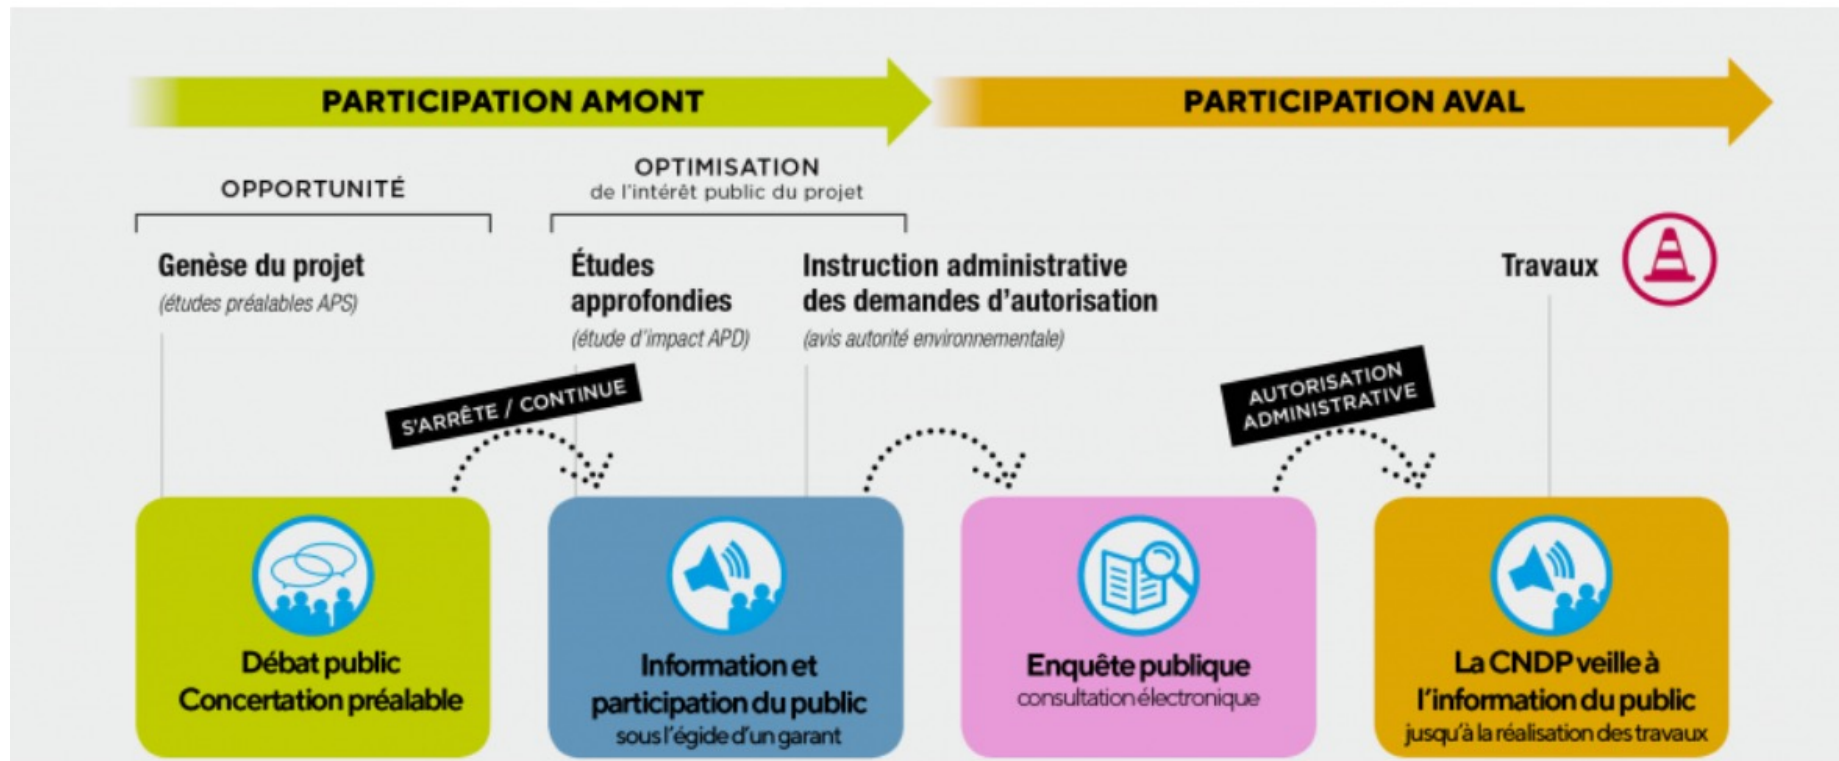 PARTICIPATION AMONT
PARTICIPATION AVAL
OPPORTUNITÉ
OPTIMISATION
de l'intérêt public du projet
Genèse du projet
(études préalables APS)
Études
approfondies
(étude d'impact APD)
Instruction administrative
des demandes d'autorisation
(avis autorité environnementale)
Travaux
S'ARRÊTE / CONTINUE
AUTORISATION
ADMINISTRATIVE
Débat public
Concertation préalable
Information et
participation du public
sous l'égide d'un garant
Enquête publique
consultation électronique
La CNDP veille à
l'information du public
jusqu'à la réalisation des travaux